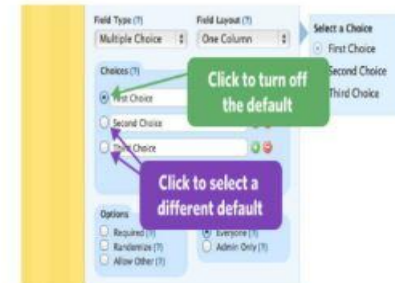 Field Type (?)
Field Layout (?)
Multiple Choice
One Column
Select a Choice
First Choice
Second Choice
Third Choice
Choices (?)
Click to turn off
the default
First Choice
Second Choice
Third Choice
Click to select a
different default
Options
Required (?)
Randomize (?)
Allow Other (?)
Everyone (?)
Admin Only (?)